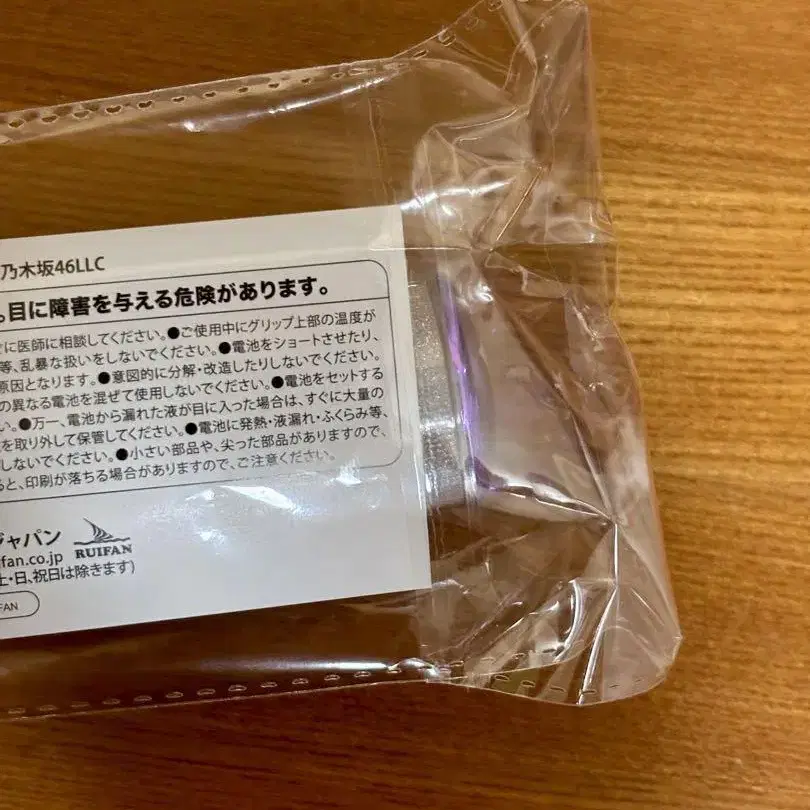 乃木坂46LLC
。目に障害を与える危険があります。
に医師に相談してください。●ご使用中にグリップ上部の温度が
等、乱暴な扱いをしないでください。●電池をショートさせたり、
原因となります。●意図的に分解・改造したりしないでください。
の異なる電池を混ぜて使用しないでください。●電池をセットする
い。●万一、電池から漏れた液が目に入った場合は、すぐに大量の
を取り外して保管してください。●電池に発熱・液漏れ・ふくらみ等、
しないでください。●小さい部品や、尖った部品がありますので、
ると、印刷が落ちる場合がありますので、ご注意ください。
ジャパン
RUIFAN
ifan.co.jp
土・日、祝日は除きます)
FAN